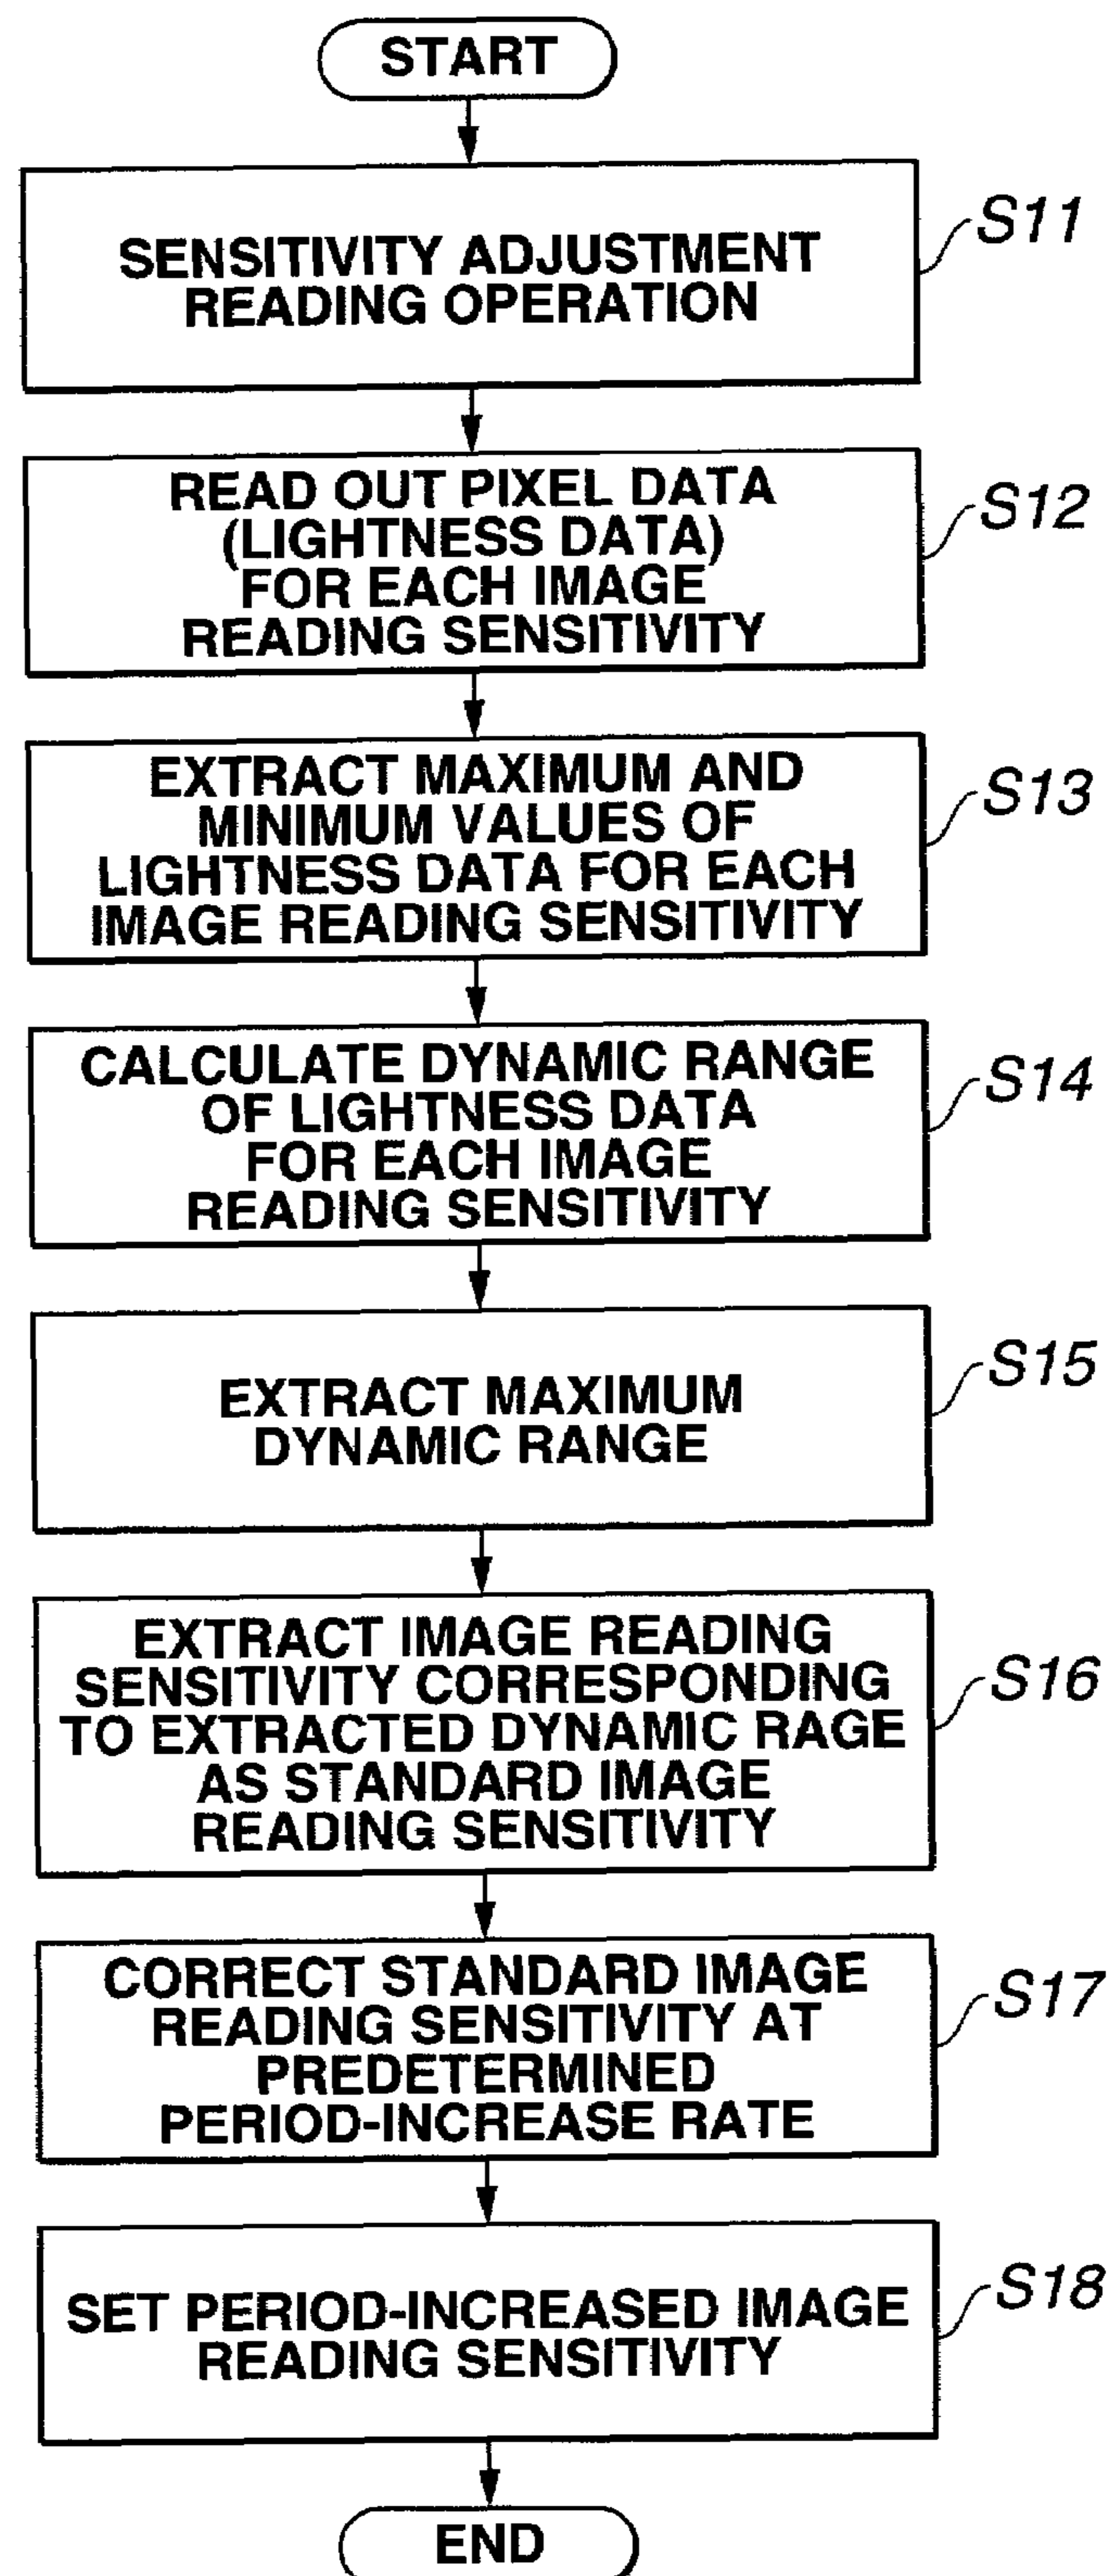 START
SENSITIVITY ADJUSTMENT
READING OPERATION
S11
READ OUT PIXEL DATA
(LIGHTNESS DATA)
FOR EACH IMAGE
READING SENSITIVITY
S12
EXTRACT MAXIMUM AND
MINIMUM VALUES OF
LIGHTNESS DATA FOR EACH
IMAGE READING SENSITIVITY
S13
CALCULATE DYNAMIC RANGE
OF LIGHTNESS DATA
FOR EACH IMAGE
READING SENSITIVITY
S14
EXTRACT MAXIMUM
DYNAMIC RANGE
S15
EXTRACT IMAGE READING
SENSITIVITY CORRESPONDING
TO EXTRACTED DYNAMIC RAGE
AS STANDARD IMAGE
READING SENSITIVITY
S16
CORRECT STANDARD IMAGE
READING SENSITIVITY AT
PREDETERMINED
PERIOD-INCREASE RATE
S17
SET PERIOD-INCREASED IMAGE
READING SENSITIVITY
S18
END